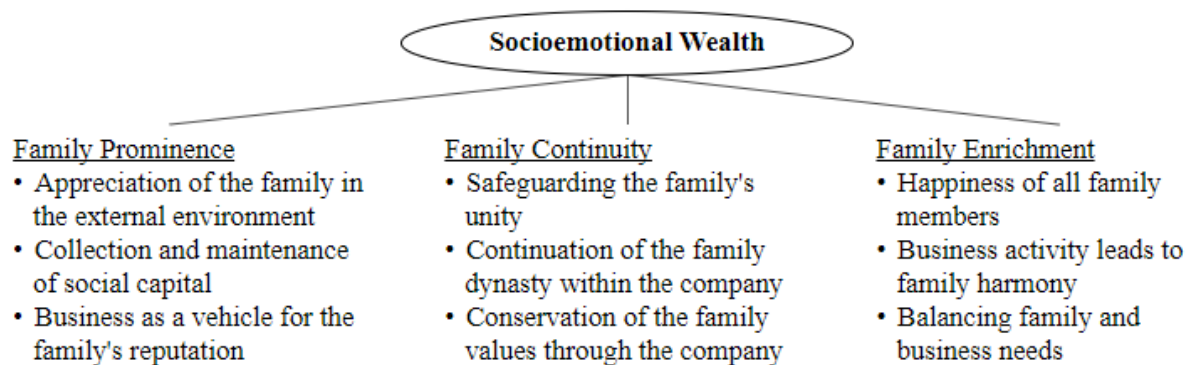 Socioemotional Wealth
Family Prominence
• Appreciation of the family in
the external environment
• Collection and maintenance
of social capital
• Business as a vehicle for the
family's reputation
Family Continuity
• Safeguarding the family's
unity
• Continuation of the family
dynasty within the company
• Conservation of the family
values through the company
Family Enrichment
• Happiness of all family
members
• Business activity leads to
family harmony
• Balancing family and
business needs